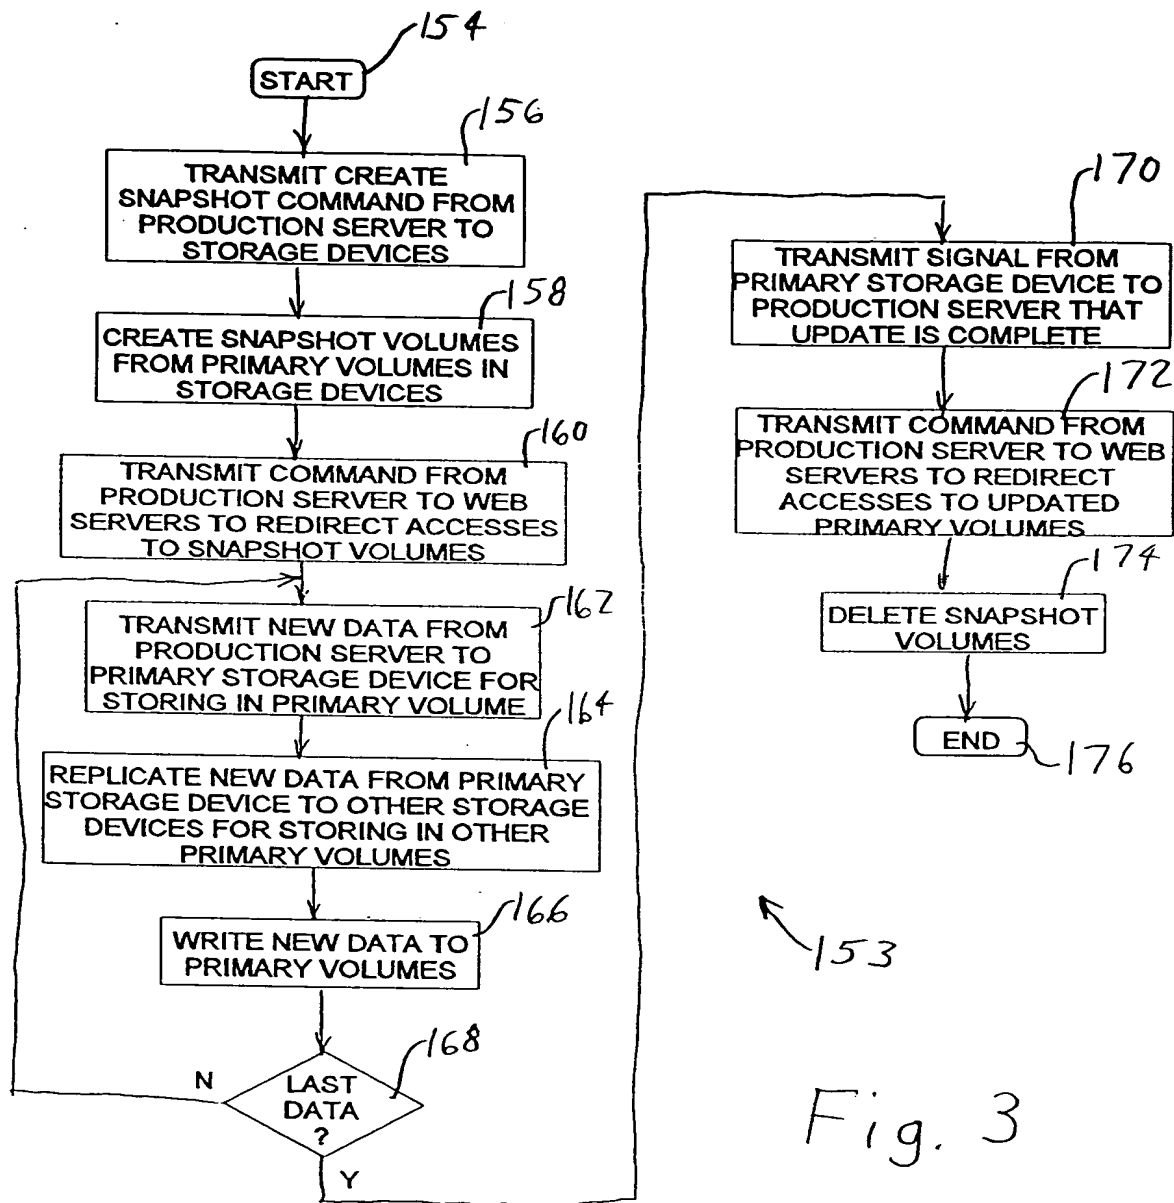 154
START
156
TRANSMIT CREATE
SNAPSHOT COMMAND FROM
PRODUCTION SERVER TO
STORAGE DEVICES
158
CREATE SNAPSHOT VOLUMES
FROM PRIMARY VOLUMES IN
STORAGE DEVICES
160
TRANSMIT COMMAND FROM
PRODUCTION SERVER TO WEB
SERVERS TO REDIRECT ACCESSES
TO SNAPSHOT VOLUMES
162
TRANSMIT NEW DATA FROM
PRODUCTION SERVER TO
PRIMARY STORAGE DEVICE FOR
STORING IN PRIMARY VOLUME
164
REPLICATE NEW DATA FROM PRIMARY
STORAGE DEVICE TO OTHER STORAGE
DEVICES FOR STORING IN OTHER
PRIMARY VOLUMES
166
WRITE NEW DATA TO
PRIMARY VOLUMES
168
LAST
DATA
?
N
Y
170
TRANSMIT SIGNAL FROM
PRIMARY STORAGE DEVICE TO
PRODUCTION SERVER THAT
UPDATE IS COMPLETE
172
TRANSMIT COMMAND FROM
PRODUCTION SERVER TO WEB
SERVERS TO REDIRECT
ACCESSES TO UPDATED
PRIMARY VOLUMES
174
DELETE SNAPSHOT
VOLUMES
END
176
153
Fig. 3